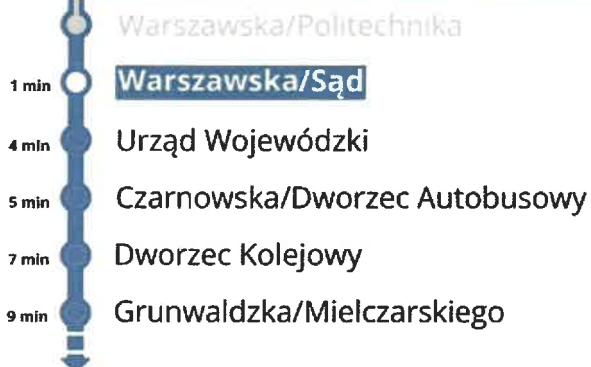 Warszawska/Politechnika
1 min Warszawska/Sąd
4 min Urząd Wojewódzki
5 min Czarnowska/Dworzec Autobusowy
7 min Dworzec Kolejowy
9 min Grunwaldzka/Mielczarskiego